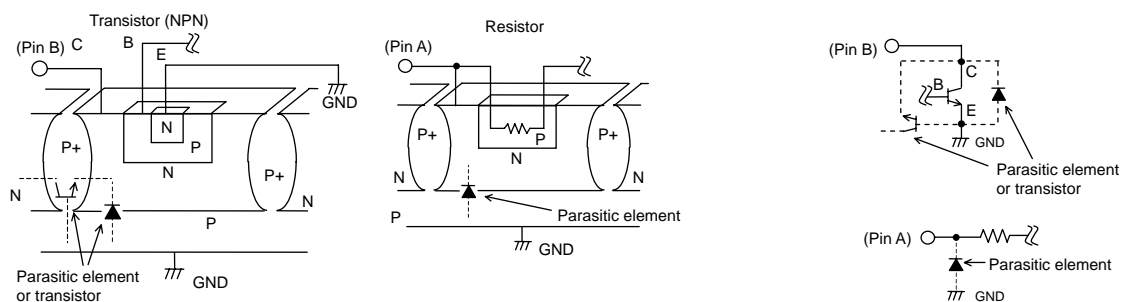 Transistor (NPN)
(Pin B)
C
B
E
GND
N
P
N
P+
P+
N
N
P
GND
Parasitic element
or transistor
Resistor
(Pin A)
P
N
P+
P+
N
Parasitic element
P
GND
(Pin B)
C
B
E
GND
Parasitic element
or transistor
(Pin A)
Parasitic element
GND